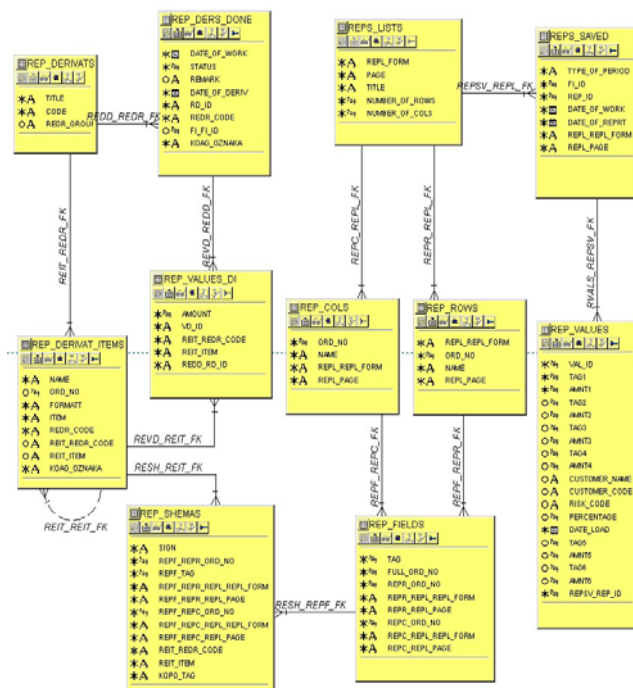 REP_DERIVATS
TITLE
CODE
REDR_GROUI
REDD_REDR_FK
REP_DERS_DONE
DATE_OF_WORK
STATUS
REMARK
DATE_OF_DERIV
RD_ID
REDR_CODE
FI_FI_ID
KOAG_OZNAKA
REPS_LISTS
REPL_FORM
PAGE
TITLE
NUMBER_OF_ROWS
NUMBER_OF_COLS
REPSV_REPL_FK
REPS_SAVED
TYPE_OF_PERIOD
FI_ID
REP_ID
DATE_OF_WORK
DATE_OF_REPRT
REPL_REPL_FORM
REPL_PAGE
REIT_REDR_FK
REVD_REDD_FK
REPC_REPL_FK
REPR_REPL_FK
RVALS_REPSV_FK
REP_VALUES_DI
AMOUNT
VD_ID
REIT_REDR_CODE
REIT_ITEM
REDD_RD_ID
REP_COLS
ORD_NO
NAME
REPL_REPL_FORM
REPL_PAGE
REP_ROWS
REPL_REPL_FORM
ORD_NO
NAME
REPL_PAGE
REP_VALUES
VAL_ID
TAG1
AMNT1
TAG2
AMNT2
TAG3
AMNT3
TAG4
AMNT4
CUSTOMER_NAME
CUSTOMER_CODE
RISK_CODE
PERCENTAGE
DATE_LOAD
TAG5
AMNT5
TAG6
AMNT6
REPSV_REP_ID
REP_DERIVAT_ITEMS
NAME
ORD_NO
FORMATT
ITEM
REDR_CODE
REIT_REDR_CODE
REIT_ITEM
KOAG_OZNAKA
REVD_REIT_FK
RESH_REIT_FK
REIT_REIT_FK
REPF_REPC_FK
REPF_REPR_FK
REP_SHEMAS
SIGN
REPF_REPR_ORD_NO
REPF_TAG
REPF_REPR_REPL_REPL_FORM
REPF_REPR_REPL_PAGE
REPF_REPC_ORD_NO
REPF_REPC_REPL_REPL_FORM
REPF_REPC_REPL_PAGE
REIT_REDR_CODE
REIT_ITEM
KOPO_TAG
RESH_REPF_FK
REP_FIELDS
TAG
FULL_ORD_NO
REPR_ORD_NO
REPR_REPL_REPL_FORM
REPR_REPL_PAGE
REPC_ORD_NO
REPC_REPL_REPL_FORM
REPC_REPL_PAGE